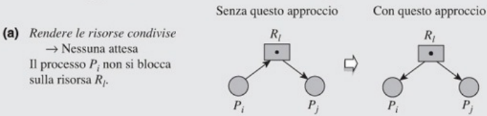 Senza questo approccio
Con questo approccio
(a) Rendere le risorse condivise
→ Nessuna attesa
Il processo Pi non si blocca
sulla risorsa Rl.
Rl
Pi
Pj
Rl
Pi
Pj